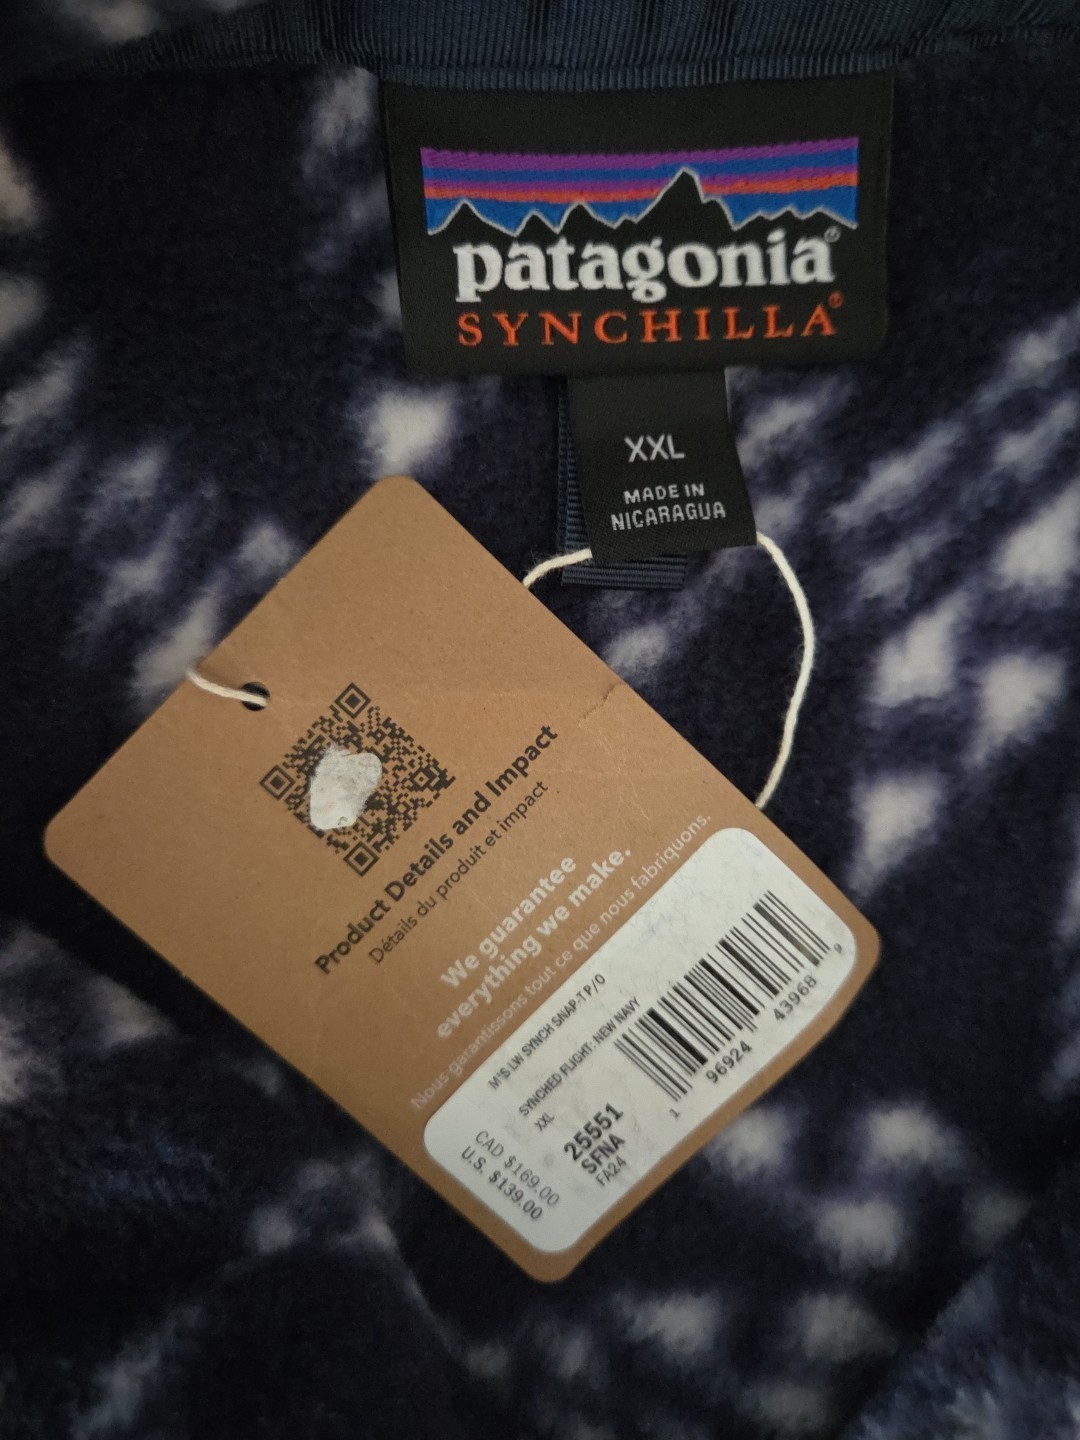 patagonia®
SYNCHILLA®
XXL
MADE IN
NICARAGUA
Product Details and Impact
Détails du produit et impact
We guarantee
everything we make.
Nous garantissons tout ce que nous fabriquons.
M'S LW SYNCH SNAP-T P/O
SYNCHED FLIGHT: NEW NAVY
XXL
25551
SFNA
FA24
CAD $169.00
U.S. $139.00
1 96924 43968 9